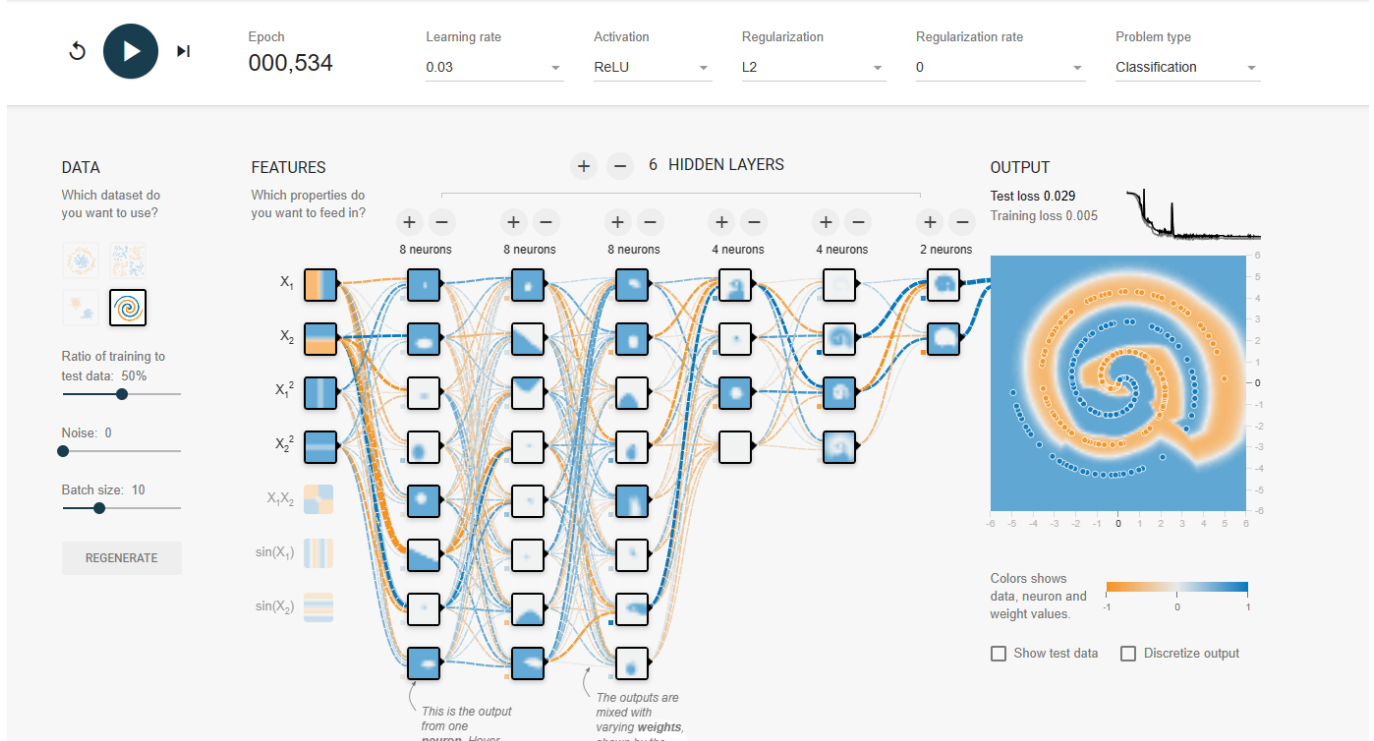 Epoch
000,534
Learning rate
0.03
Activation
ReLU
Regularization
L2
Regularization rate
0
Problem type
Classification
DATA
Which dataset do
you want to use?
Ratio of training to
test data: 50%
Noise: 0
Batch size: 10
REGENERATE
FEATURES
Which properties do
you want to feed in?
X₁
X₂
X₁²
X₂²
X₁X₂
sin(X₁)
sin(X₂)
+ − 6 HIDDEN LAYERS
+ − + − + − + − + − + −
8 neurons 8 neurons 8 neurons 4 neurons 4 neurons 2 neurons
This is the output
from one
neuron. Hover
The outputs are
mixed with
varying weights,
shown by the
OUTPUT
Test loss 0.029
Training loss 0.005
6
5
4
3
2
1
0
-1
-2
-3
-4
-5
-6
-6 -5 -4 -3 -2 -1 0 1 2 3 4 5 6
Colors shows
data, neuron and
weight values.
-1 0 1
Show test data Discretize output